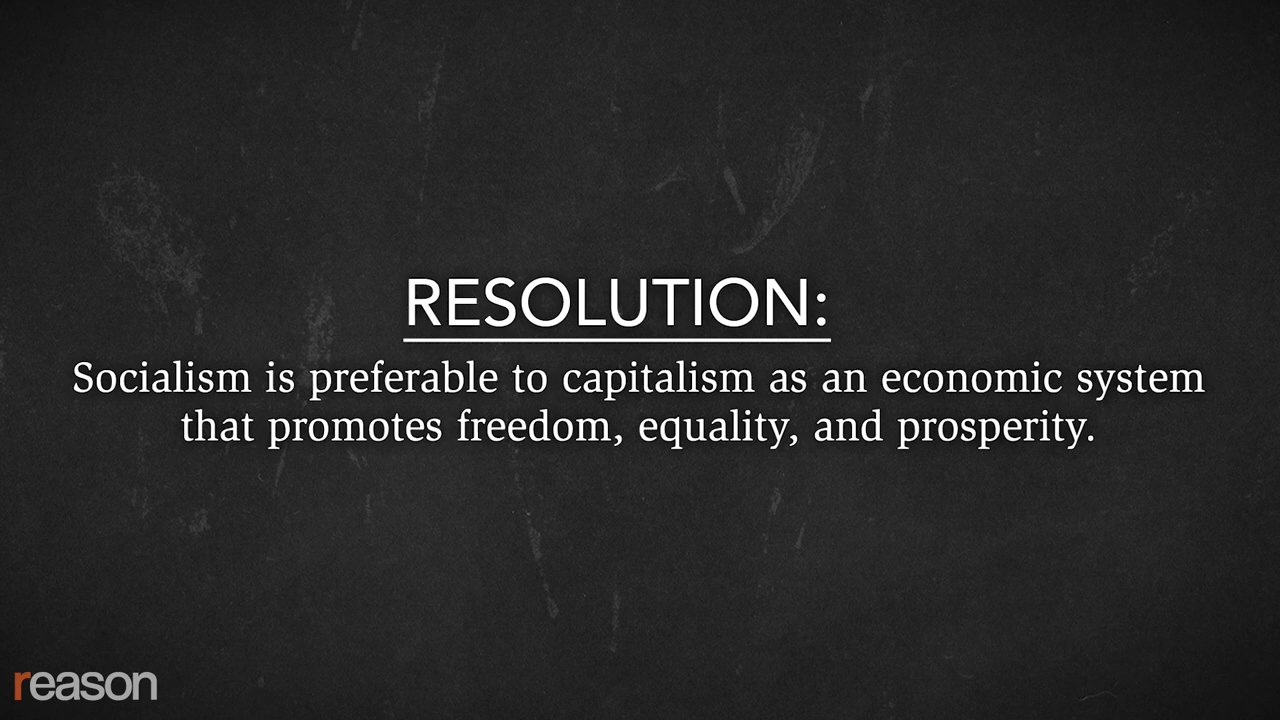 RESOLUTION:
Socialism is preferable to capitalism as an economic system
that promotes freedom, equality, and prosperity.
reason